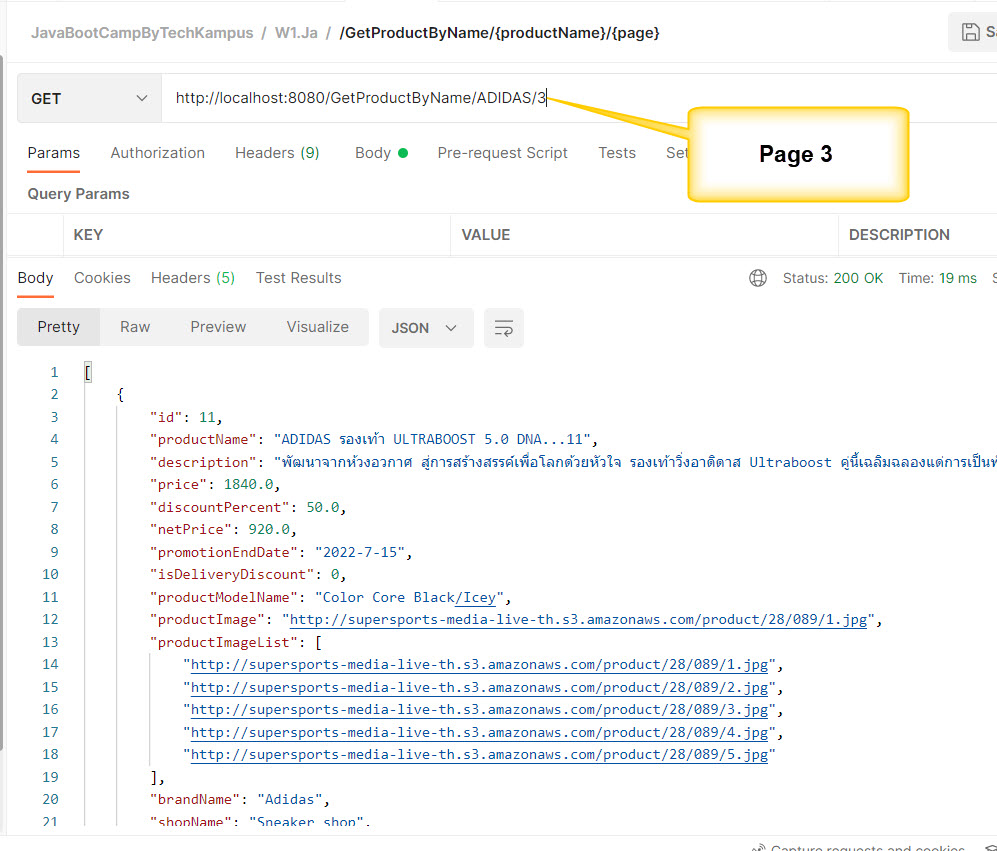 JavaBootCampByTechKampus / W1.Ja / /GetProductByName/{productName}/{page}
GET http://localhost:8080/GetProductByName/ADIDAS/3
Page 3
Params Authorization Headers (9) Body Pre-request Script Tests
Query Params
KEY VALUE DESCRIPTION
Body Cookies Headers (5) Test Results Status: 200 OK Time: 19 ms
Pretty Raw Preview Visualize JSON
1 [
2 {
3 "id": 11,
4 "productName": "ADIDAS รองเท้า ULTRABOOST 5.0 DNA...11",
5 "description": "พัฒนาจากห้วงอวกาศ สู่การสร้างสรรค์เพื่อโลกด้วยหัวใจ รองเท้าวิ่งอาดิดาส Ultraboost คู่นี้เฉลิมฉลองแด่การเป็น
6 "price": 1840.0,
7 "discountPercent": 50.0,
8 "netPrice": 920.0,
9 "promotionEndDate": "2022-7-15",
10 "isDeliveryDiscount": 0,
11 "productModelName": "Color Core Black/Icey",
12 "productImage": "http://supersports-media-live-th.s3.amazonaws.com/product/28/089/1.jpg",
13 "productImageList": [
14 "http://supersports-media-live-th.s3.amazonaws.com/product/28/089/1.jpg",
15 "http://supersports-media-live-th.s3.amazonaws.com/product/28/089/2.jpg",
16 "http://supersports-media-live-th.s3.amazonaws.com/product/28/089/3.jpg",
17 "http://supersports-media-live-th.s3.amazonaws.com/product/28/089/4.jpg",
18 "http://supersports-media-live-th.s3.amazonaws.com/product/28/089/5.jpg"
19 ],
20 "brandName": "Adidas",
21 "shopName": "Sneaker shop",
Capture requests and cookies